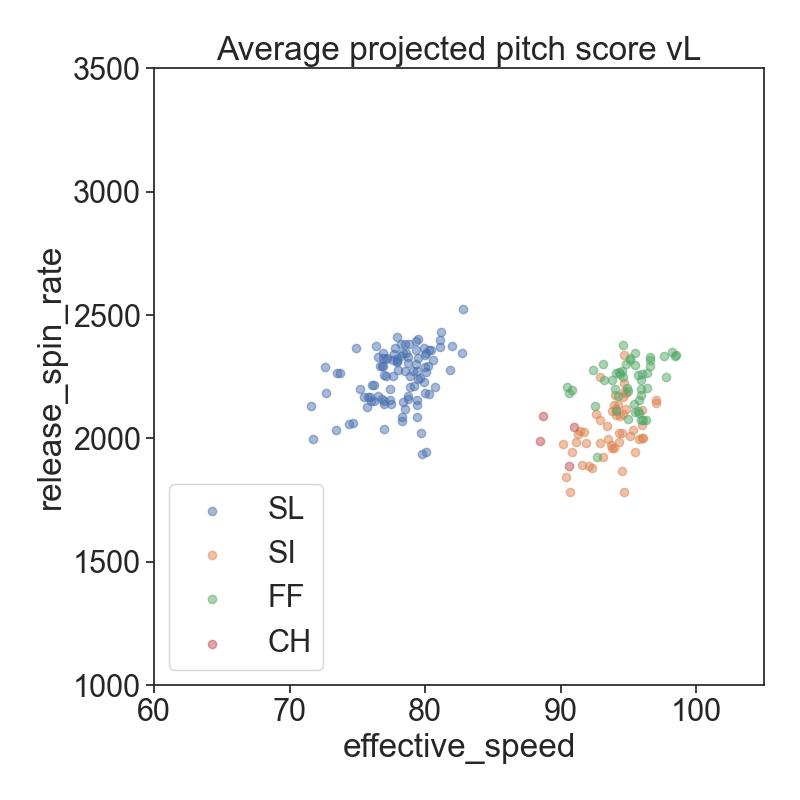 Average projected pitch score vL
3500
3000
2500
2000
1500
1000
release_spin_rate
SL
SI
FF
CH
60
70
80
90
100
effective_speed